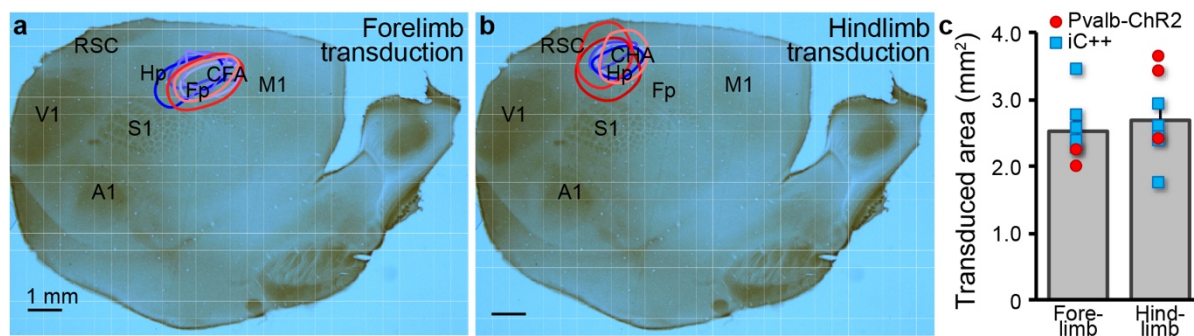 a
Forelimb
transduction
RSC
Hp
CFA
Fp
M1
V1
S1
A1
1 mm
b
Hindlimb
transduction
RSC
CHA
Hp
Fp
M1
V1
S1
A1
c
Pvalb-ChR2
iC++
Transduced area (mm²)
4.0
3.0
2.0
1.0
0
Fore-
limb
Hind-
limb